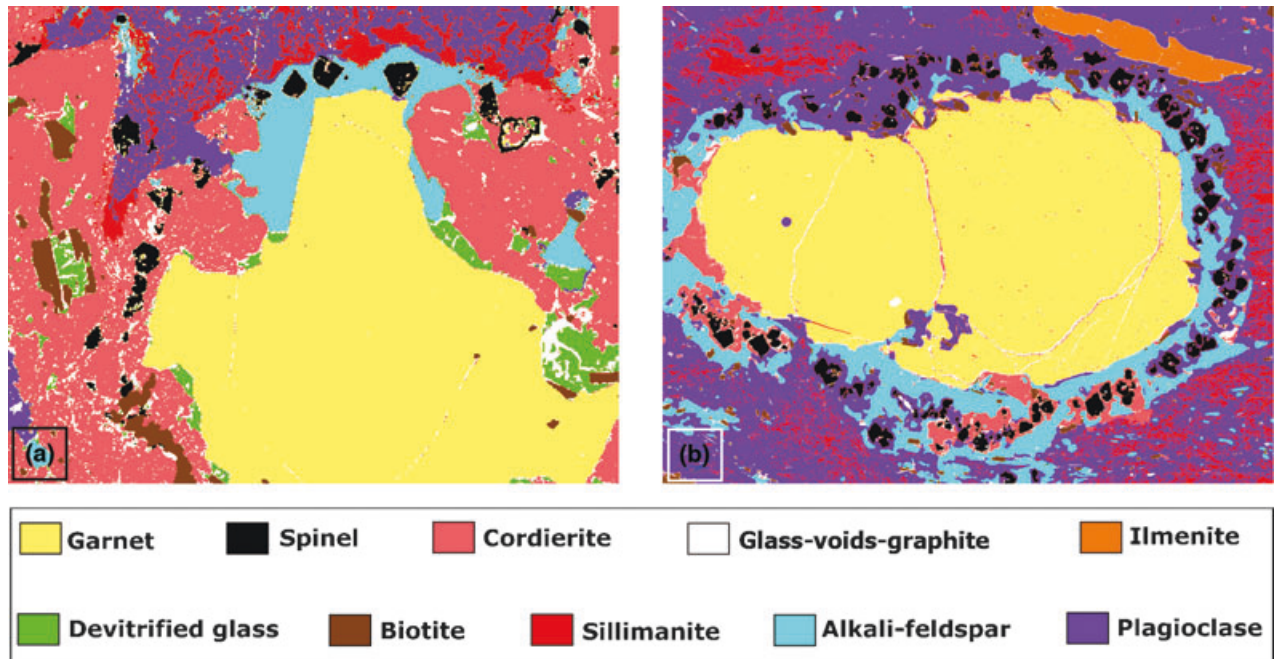 (a)
(b)
Garnet Spinel Cordierite Glass-voids-graphite Ilmenite
Devitrified glass Biotite Sillimanite Alkali-feldspar Plagioclase